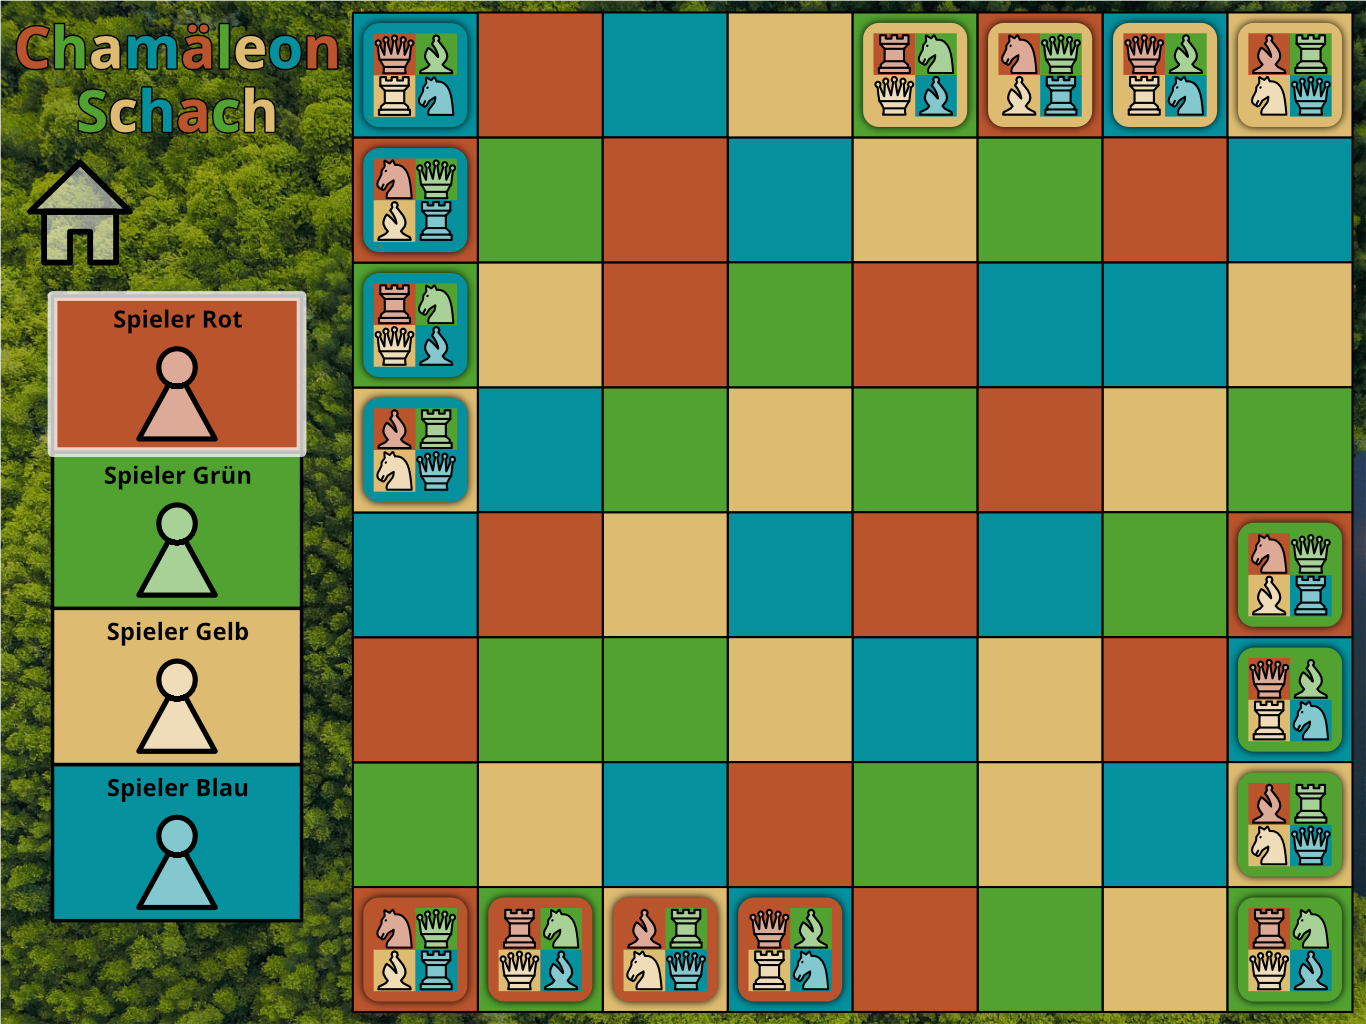 Chamäleon
Schach
Spieler Rot
Spieler Grün
Spieler Gelb
Spieler Blau